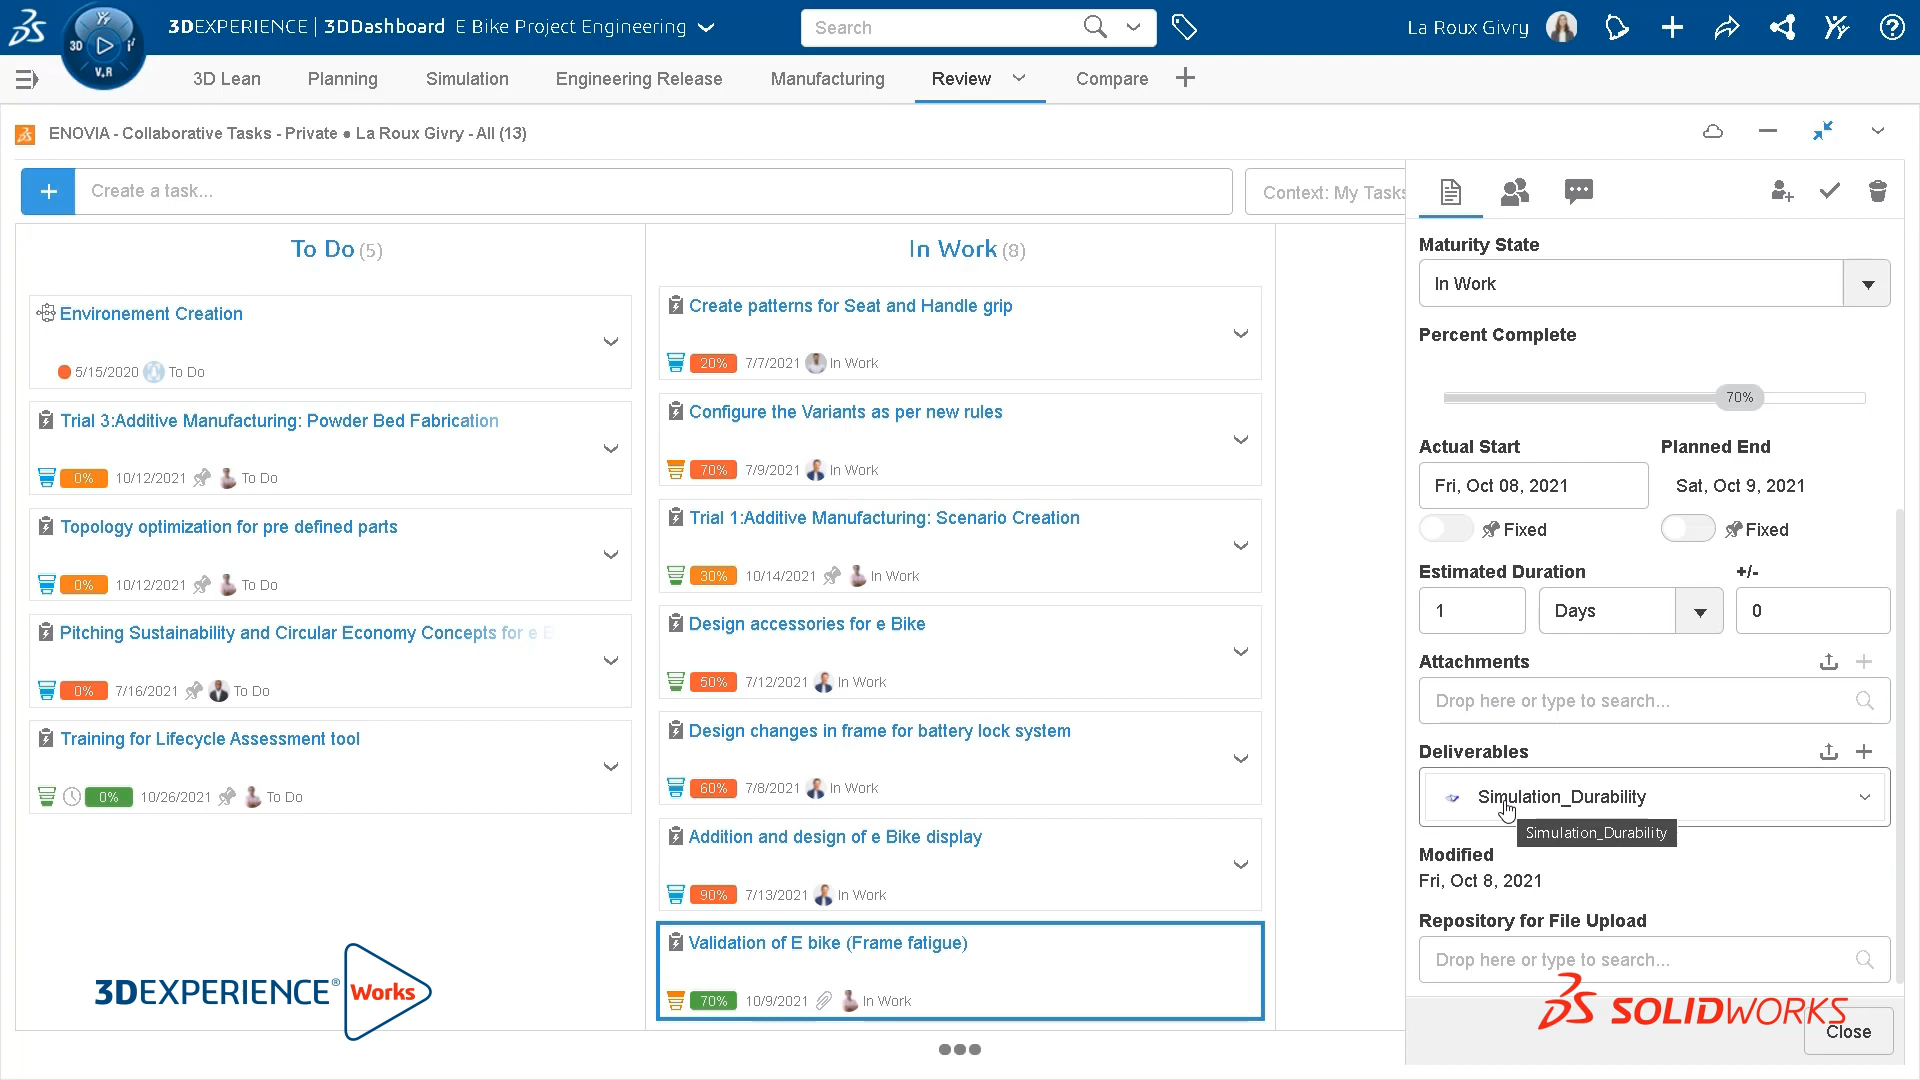 3DEXPERIENCE | 3DDashboard E Bike Project Engineering
Search
La Roux Givry
3D
V.R
3D Lean
Planning
Simulation
Engineering Release
Manufacturing
Review
Compare
ENOVIA - Collaborative Tasks - Private ● La Roux Givry - All (13)
Create a task...
Context: My Tasks
To Do (5)
Environement Creation
5/15/2020 To Do
Trial 3:Additive Manufacturing: Powder Bed Fabrication
0% 10/12/2021 To Do
Topology optimization for pre defined parts
0% 10/12/2021 To Do
Pitching Sustainability and Circular Economy Concepts for e B
0% 7/16/2021 To Do
Training for Lifecycle Assessment tool
0% 10/26/2021 To Do
In Work (8)
Create patterns for Seat and Handle grip
20% 7/7/2021 In Work
Configure the Variants as per new rules
70% 7/9/2021 In Work
Trial 1:Additive Manufacturing: Scenario Creation
30% 10/14/2021 In Work
Design accessories for e Bike
50% 7/12/2021 In Work
Design changes in frame for battery lock system
60% 7/8/2021 In Work
Addition and design of e Bike display
90% 7/13/2021 In Work
Validation of E bike (Frame fatigue)
70% 10/9/2021 In Work
Maturity State
In Work
Percent Complete
70%
Actual Start Planned End
Fri, Oct 08, 2021 Sat, Oct 9, 2021
Fixed Fixed
Estimated Duration +/-
1 Days 0
Attachments
Drop here or type to search...
Deliverables
Simulation_Durability
Simulation_Durability
Modified
Fri, Oct 8, 2021
Repository for File Upload
Drop here or type to search...
Close
3DEXPERIENCE® Works
SOLIDWORKS